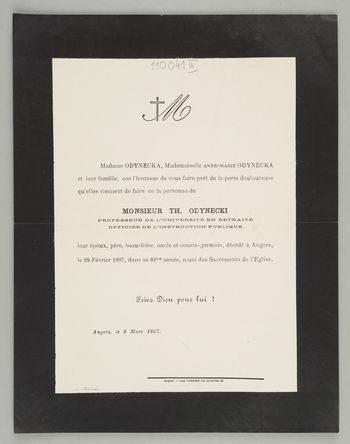 110041 III
M
Madame ODYNECKA, Mademoiselle ANNE-MARIE ODYNECKA
et leur famille; ont l'honneur de vous faire part de la perte douloureuse
qu'elles viennent de faire en la personne de
MONSIEUR TH. ODYNECKI
PROFESSEUR DE L'UNIVERSITÉ EN RETRAITE
OFFICIER DE L'INSTRUCTION PUBLIQUE
leur époux, père, beau-frère, oncle et cousin-germain, décédé à Angers,
le 28 Février 1897, dans sa 82me année, muni des Sacrements de l'Église.
Priez Dieu pour lui !
Angers, le 9 Mars 1897.